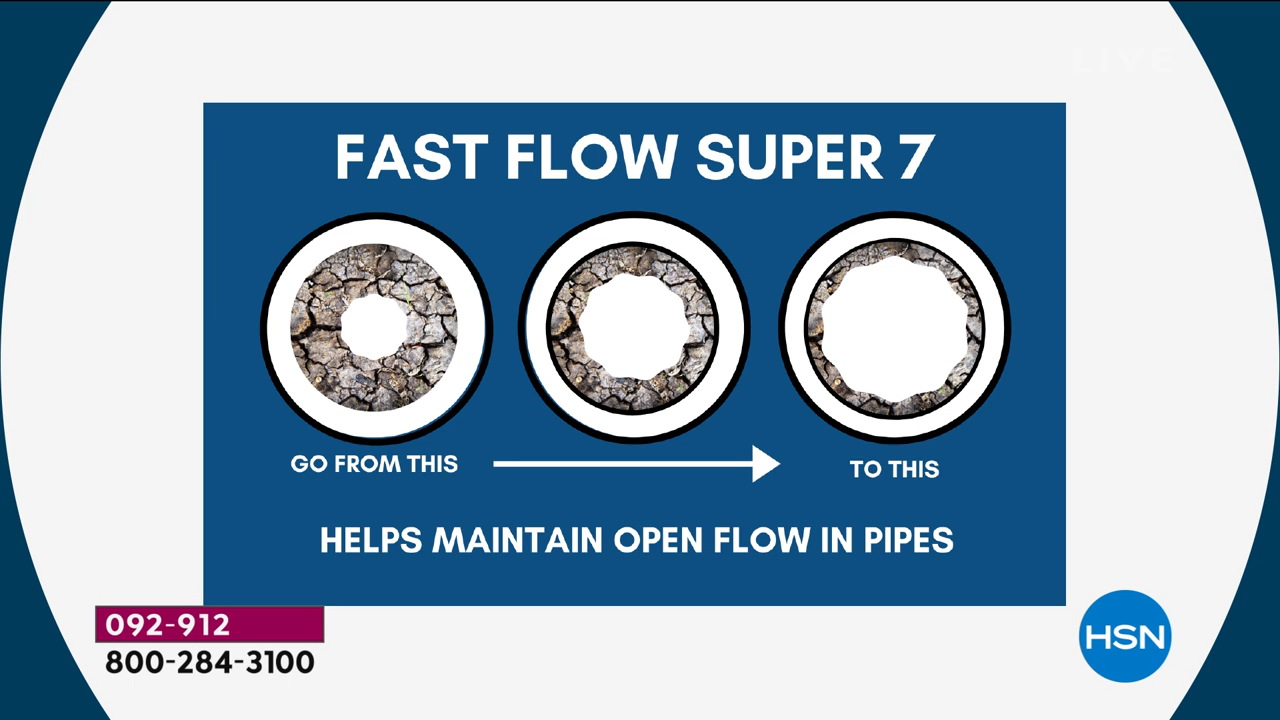 LIVE
FAST FLOW SUPER 7
GO FROM THIS
TO THIS
HELPS MAINTAIN OPEN FLOW IN PIPES
092-912
800-284-3100
HSN